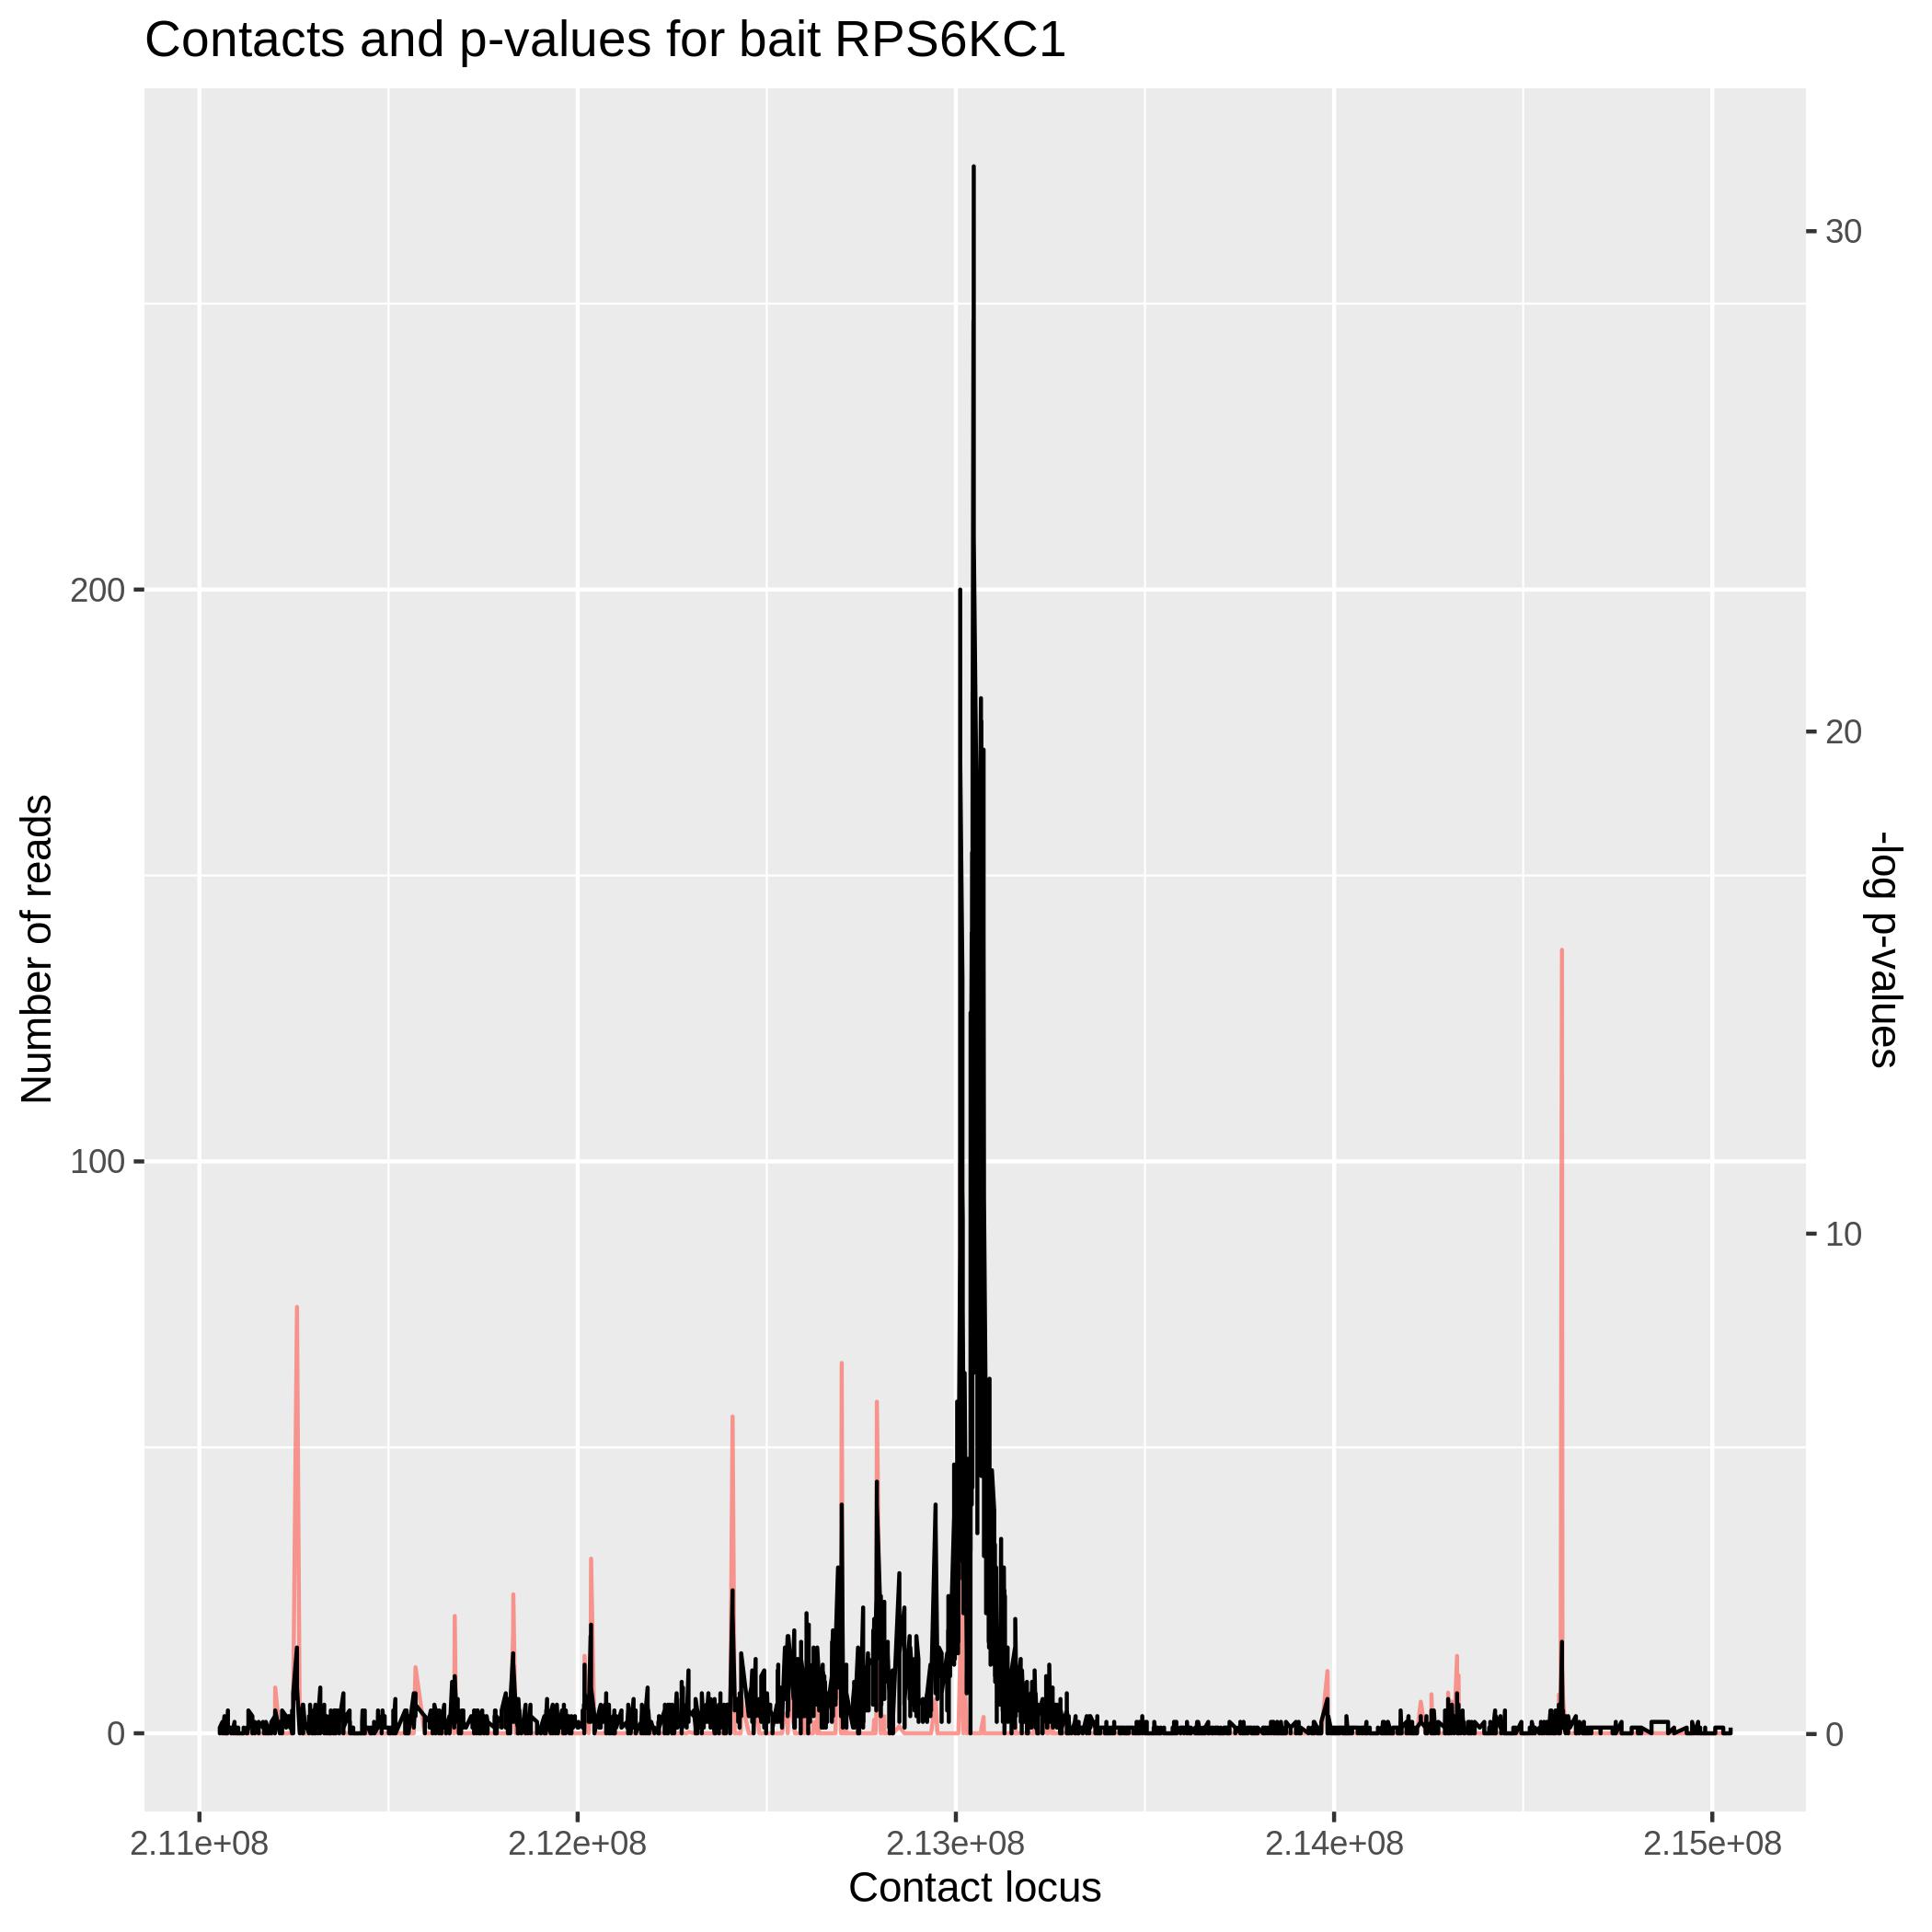 Contacts and p-values for bait RPS6KC1
30
200
20
Number of reads
-log p-values
100
10
0
0
2.11e+08
2.12e+08
2.13e+08
2.14e+08
2.15e+08
Contact locus